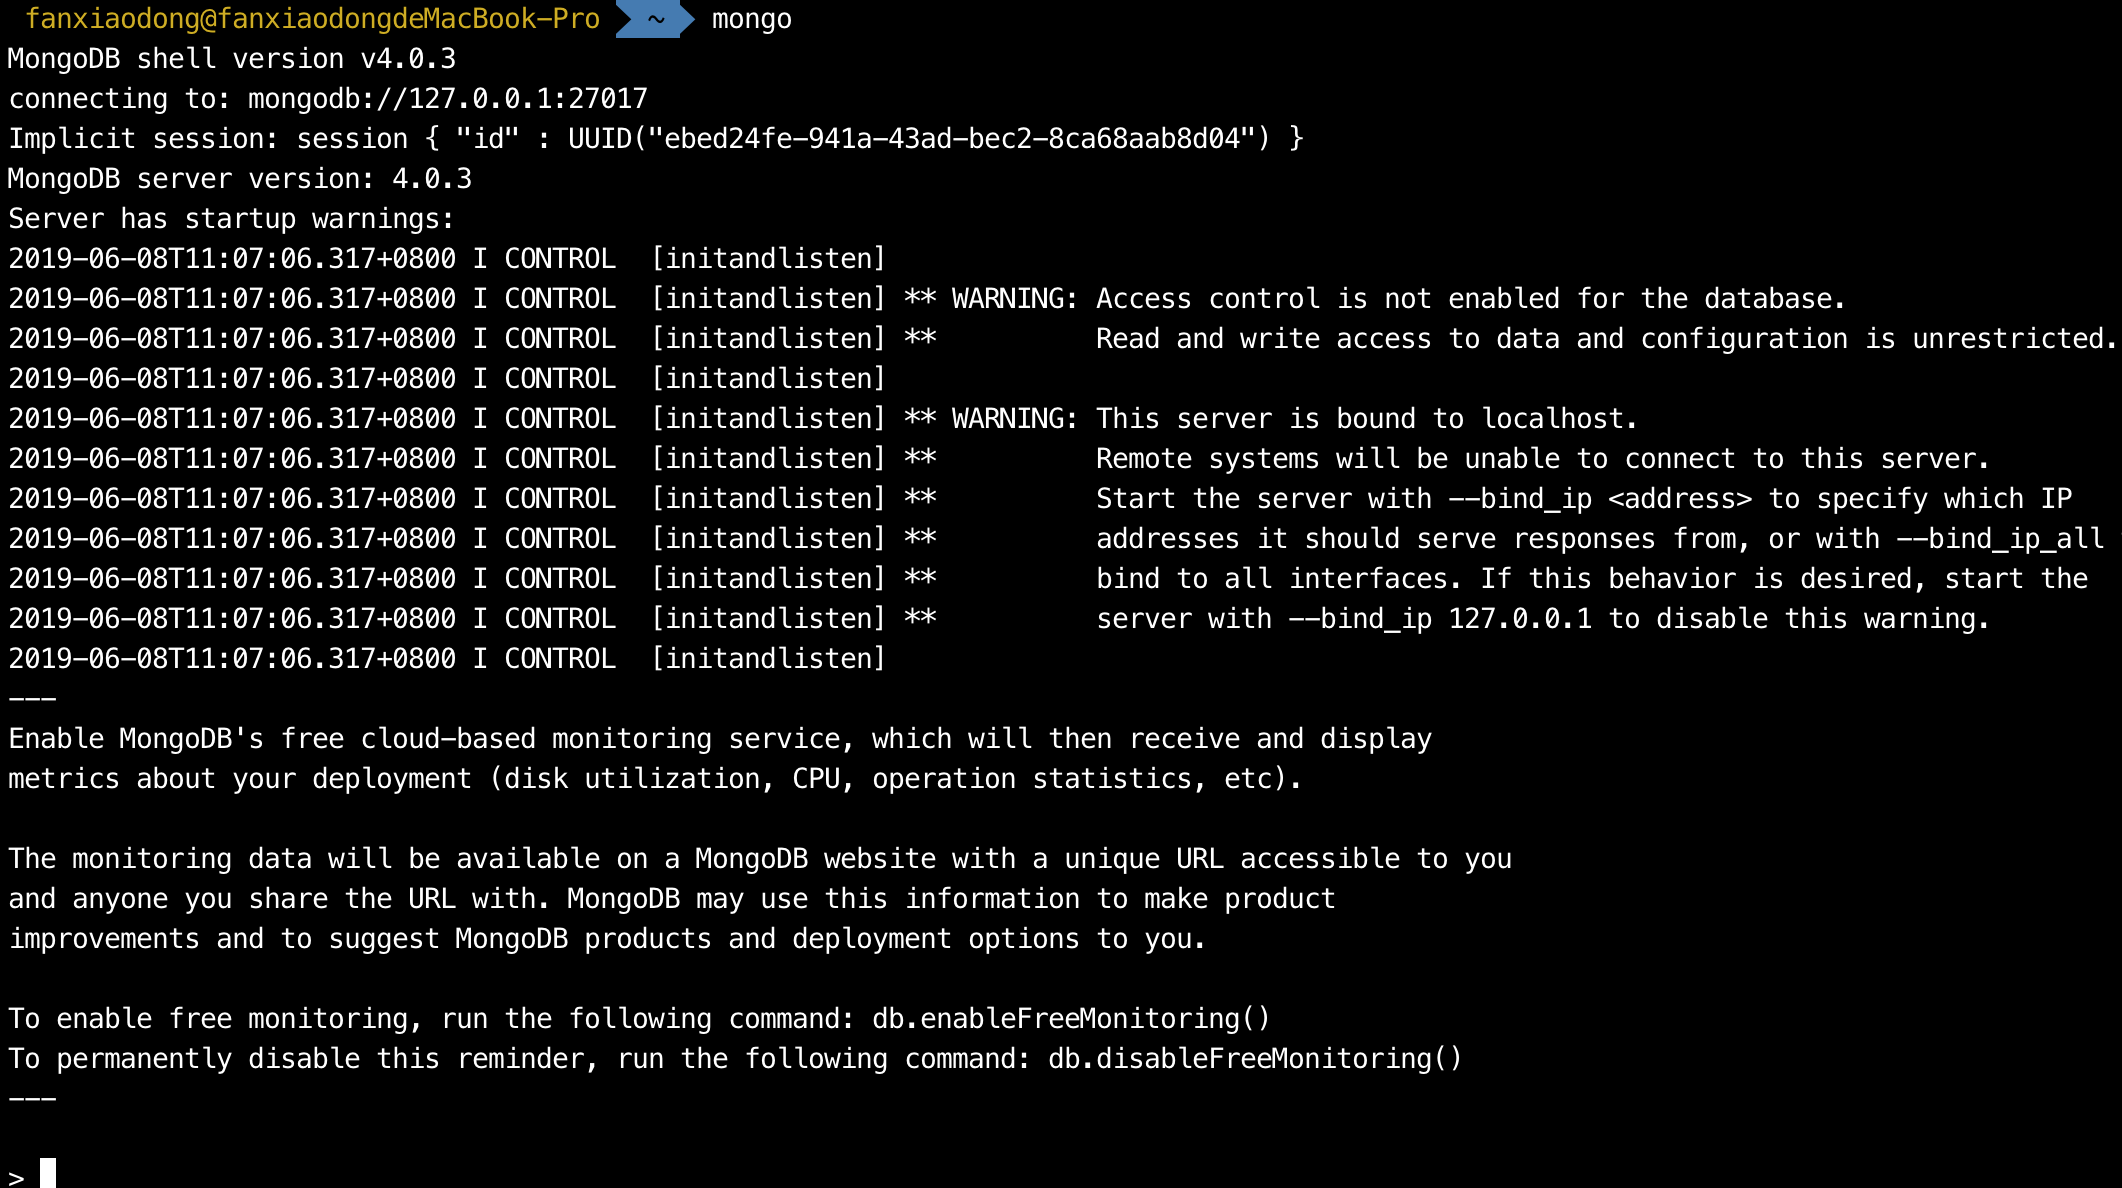 fanxiaodong@fanxiaodongdeMacBook-Pro ~ mongo
MongoDB shell version v4.0.3
connecting to: mongodb://127.0.0.1:27017
Implicit session: session { "id" : UUID("ebed24fe-941a-43ad-bec2-8ca68aab8d04") }
MongoDB server version: 4.0.3
Server has startup warnings:
2019-06-08T11:07:06.317+0800 I CONTROL  [initandlisten]
2019-06-08T11:07:06.317+0800 I CONTROL  [initandlisten] ** WARNING: Access control is not enabled for the database.
2019-06-08T11:07:06.317+0800 I CONTROL  [initandlisten] **          Read and write access to data and configuration is unrestricted.
2019-06-08T11:07:06.317+0800 I CONTROL  [initandlisten]
2019-06-08T11:07:06.317+0800 I CONTROL  [initandlisten] ** WARNING: This server is bound to localhost.
2019-06-08T11:07:06.317+0800 I CONTROL  [initandlisten] **          Remote systems will be unable to connect to this server.
2019-06-08T11:07:06.317+0800 I CONTROL  [initandlisten] **          Start the server with --bind_ip <address> to specify which IP
2019-06-08T11:07:06.317+0800 I CONTROL  [initandlisten] **          addresses it should serve responses from, or with --bind_ip_all
2019-06-08T11:07:06.317+0800 I CONTROL  [initandlisten] **          bind to all interfaces. If this behavior is desired, start the
2019-06-08T11:07:06.317+0800 I CONTROL  [initandlisten] **          server with --bind_ip 127.0.0.1 to disable this warning.
2019-06-08T11:07:06.317+0800 I CONTROL  [initandlisten]
---
Enable MongoDB's free cloud-based monitoring service, which will then receive and display
metrics about your deployment (disk utilization, CPU, operation statistics, etc).

The monitoring data will be available on a MongoDB website with a unique URL accessible to you
and anyone you share the URL with. MongoDB may use this information to make product
improvements and to suggest MongoDB products and deployment options to you.

To enable free monitoring, run the following command: db.enableFreeMonitoring()
To permanently disable this reminder, run the following command: db.disableFreeMonitoring()
---

>